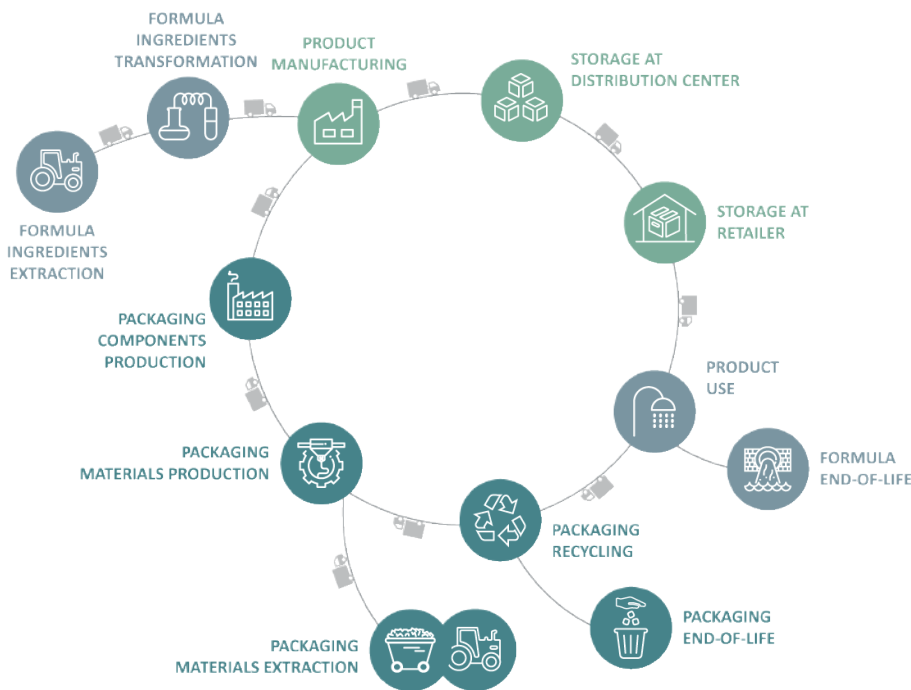 FORMULA
INGREDIENTS
TRANSFORMATION
PRODUCT
MANUFACTURING
STORAGE AT
DISTRIBUTION CENTER
FORMULA
INGREDIENTS
EXTRACTION
STORAGE AT
RETAILER
PACKAGING
COMPONENTS
PRODUCTION
PRODUCT
USE
PACKAGING
MATERIALS PRODUCTION
FORMULA
END-OF-LIFE
PACKAGING
RECYCLING
PACKAGING
MATERIALS EXTRACTION
PACKAGING
END-OF-LIFE